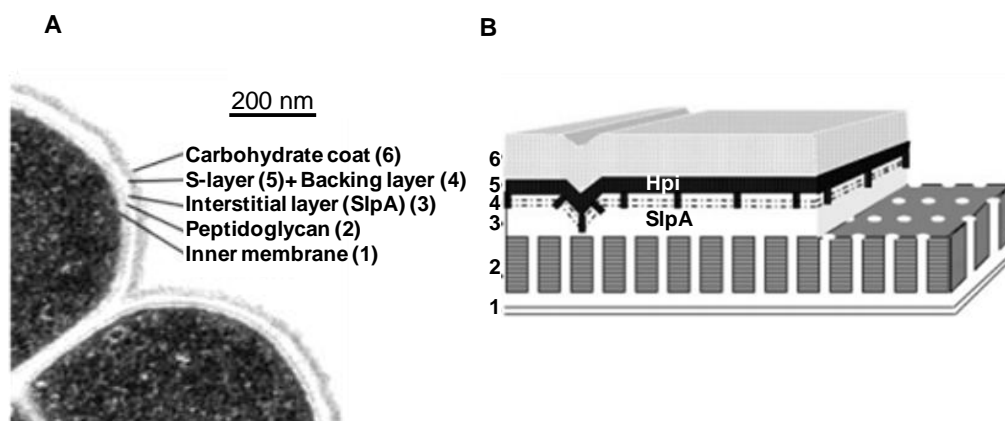 A
200 nm
Carbohydrate coat (6)
S-layer (5)+ Backing layer (4)
Interstitial layer (SlpA) (3)
Peptidoglycan (2)
Inner membrane (1)
B
6
5
Hpi
4
SlpA
3
2
1